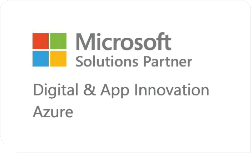 Microsoft
Solutions Partner
Digital & App Innovation
Azure